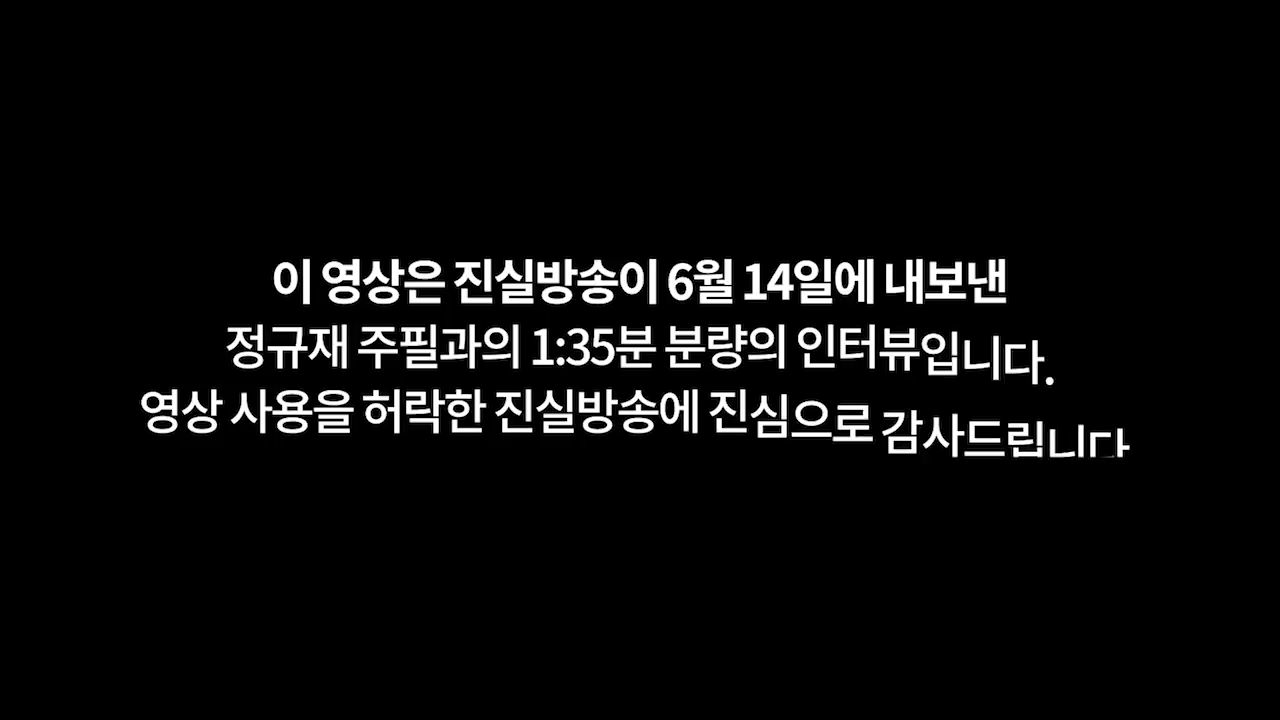 이 영상은 진실방송이 6월 14일에 내보낸
정규재 주필과의 1:35분 분량의 인터뷰입니다.
영상 사용을 허락한 진실방송에 진심으로 감사드립니다